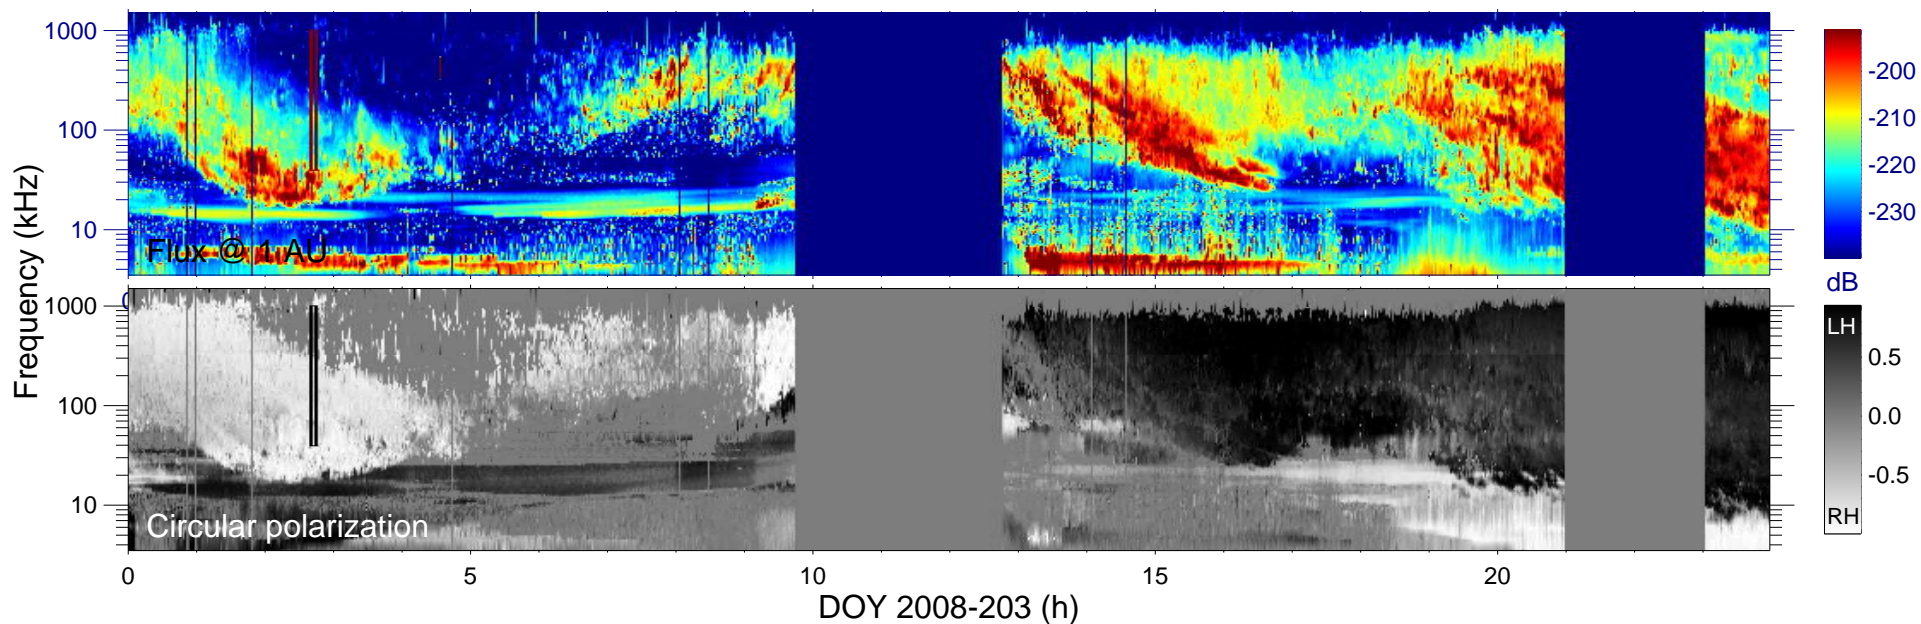 1000
100
10
Flux @ 1 AU
-200
-210
-220
-230
dB
Frequency (kHz)
0
1000
100
10
Circular polarization
LH
0.5
0.0
-0.5
RH
0 5 10 15 20
DOY 2008-203 (h)